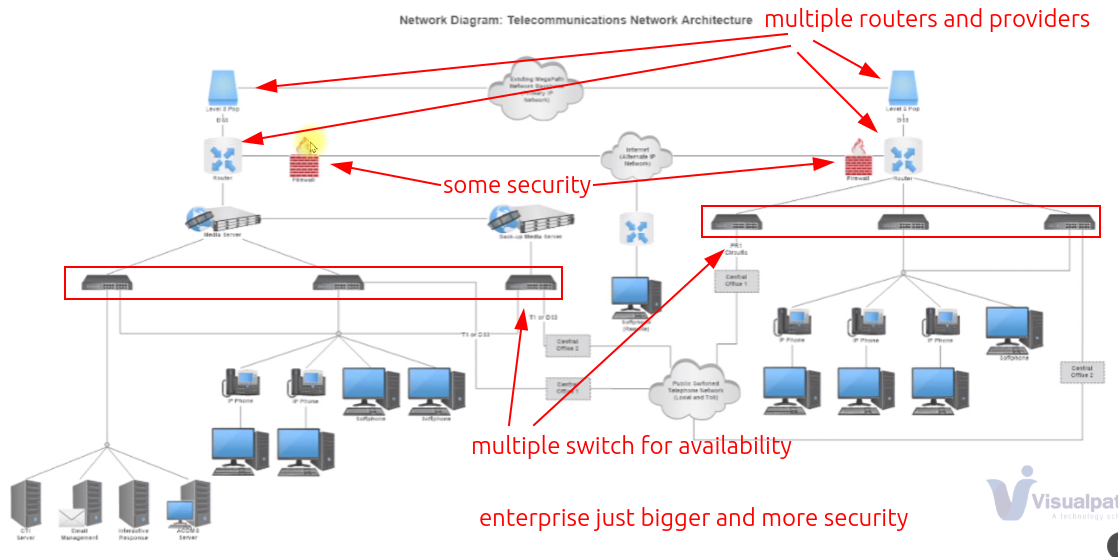 Network Diagram: Telecommunications Network Architecture
multiple routers and providers
Existing MegaPath
(Primary IP
Network)
Level 3 Pop
Level 3 Pop
DS3
DS3
Internet
(Alternate IP
Network)
Router
Firewall
Firewall
Router
some security
Media Server
Back-up Media Server
PRI
Circuits
Central
Office 1
Softphone
(Remote)
T1 or DS3
T1 or DS3
Central
Office 2
IP Phone
IP Phone
IP Phone
Softphone
Central
Office 2
Public Switched
Telephone Network
(Local and Toll)
Central
Office 1
IP Phone
IP Phone
Softphone
Softphone
multiple switch for availability
CTI
Server
Email
Management
Interactive
Response
Server
enterprise just bigger and more security
Visualpat
A technology sch